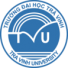 TRƯỜNG ĐẠI HỌC TRÀ VINH
TVU
TRA VINH UNIVERSITY